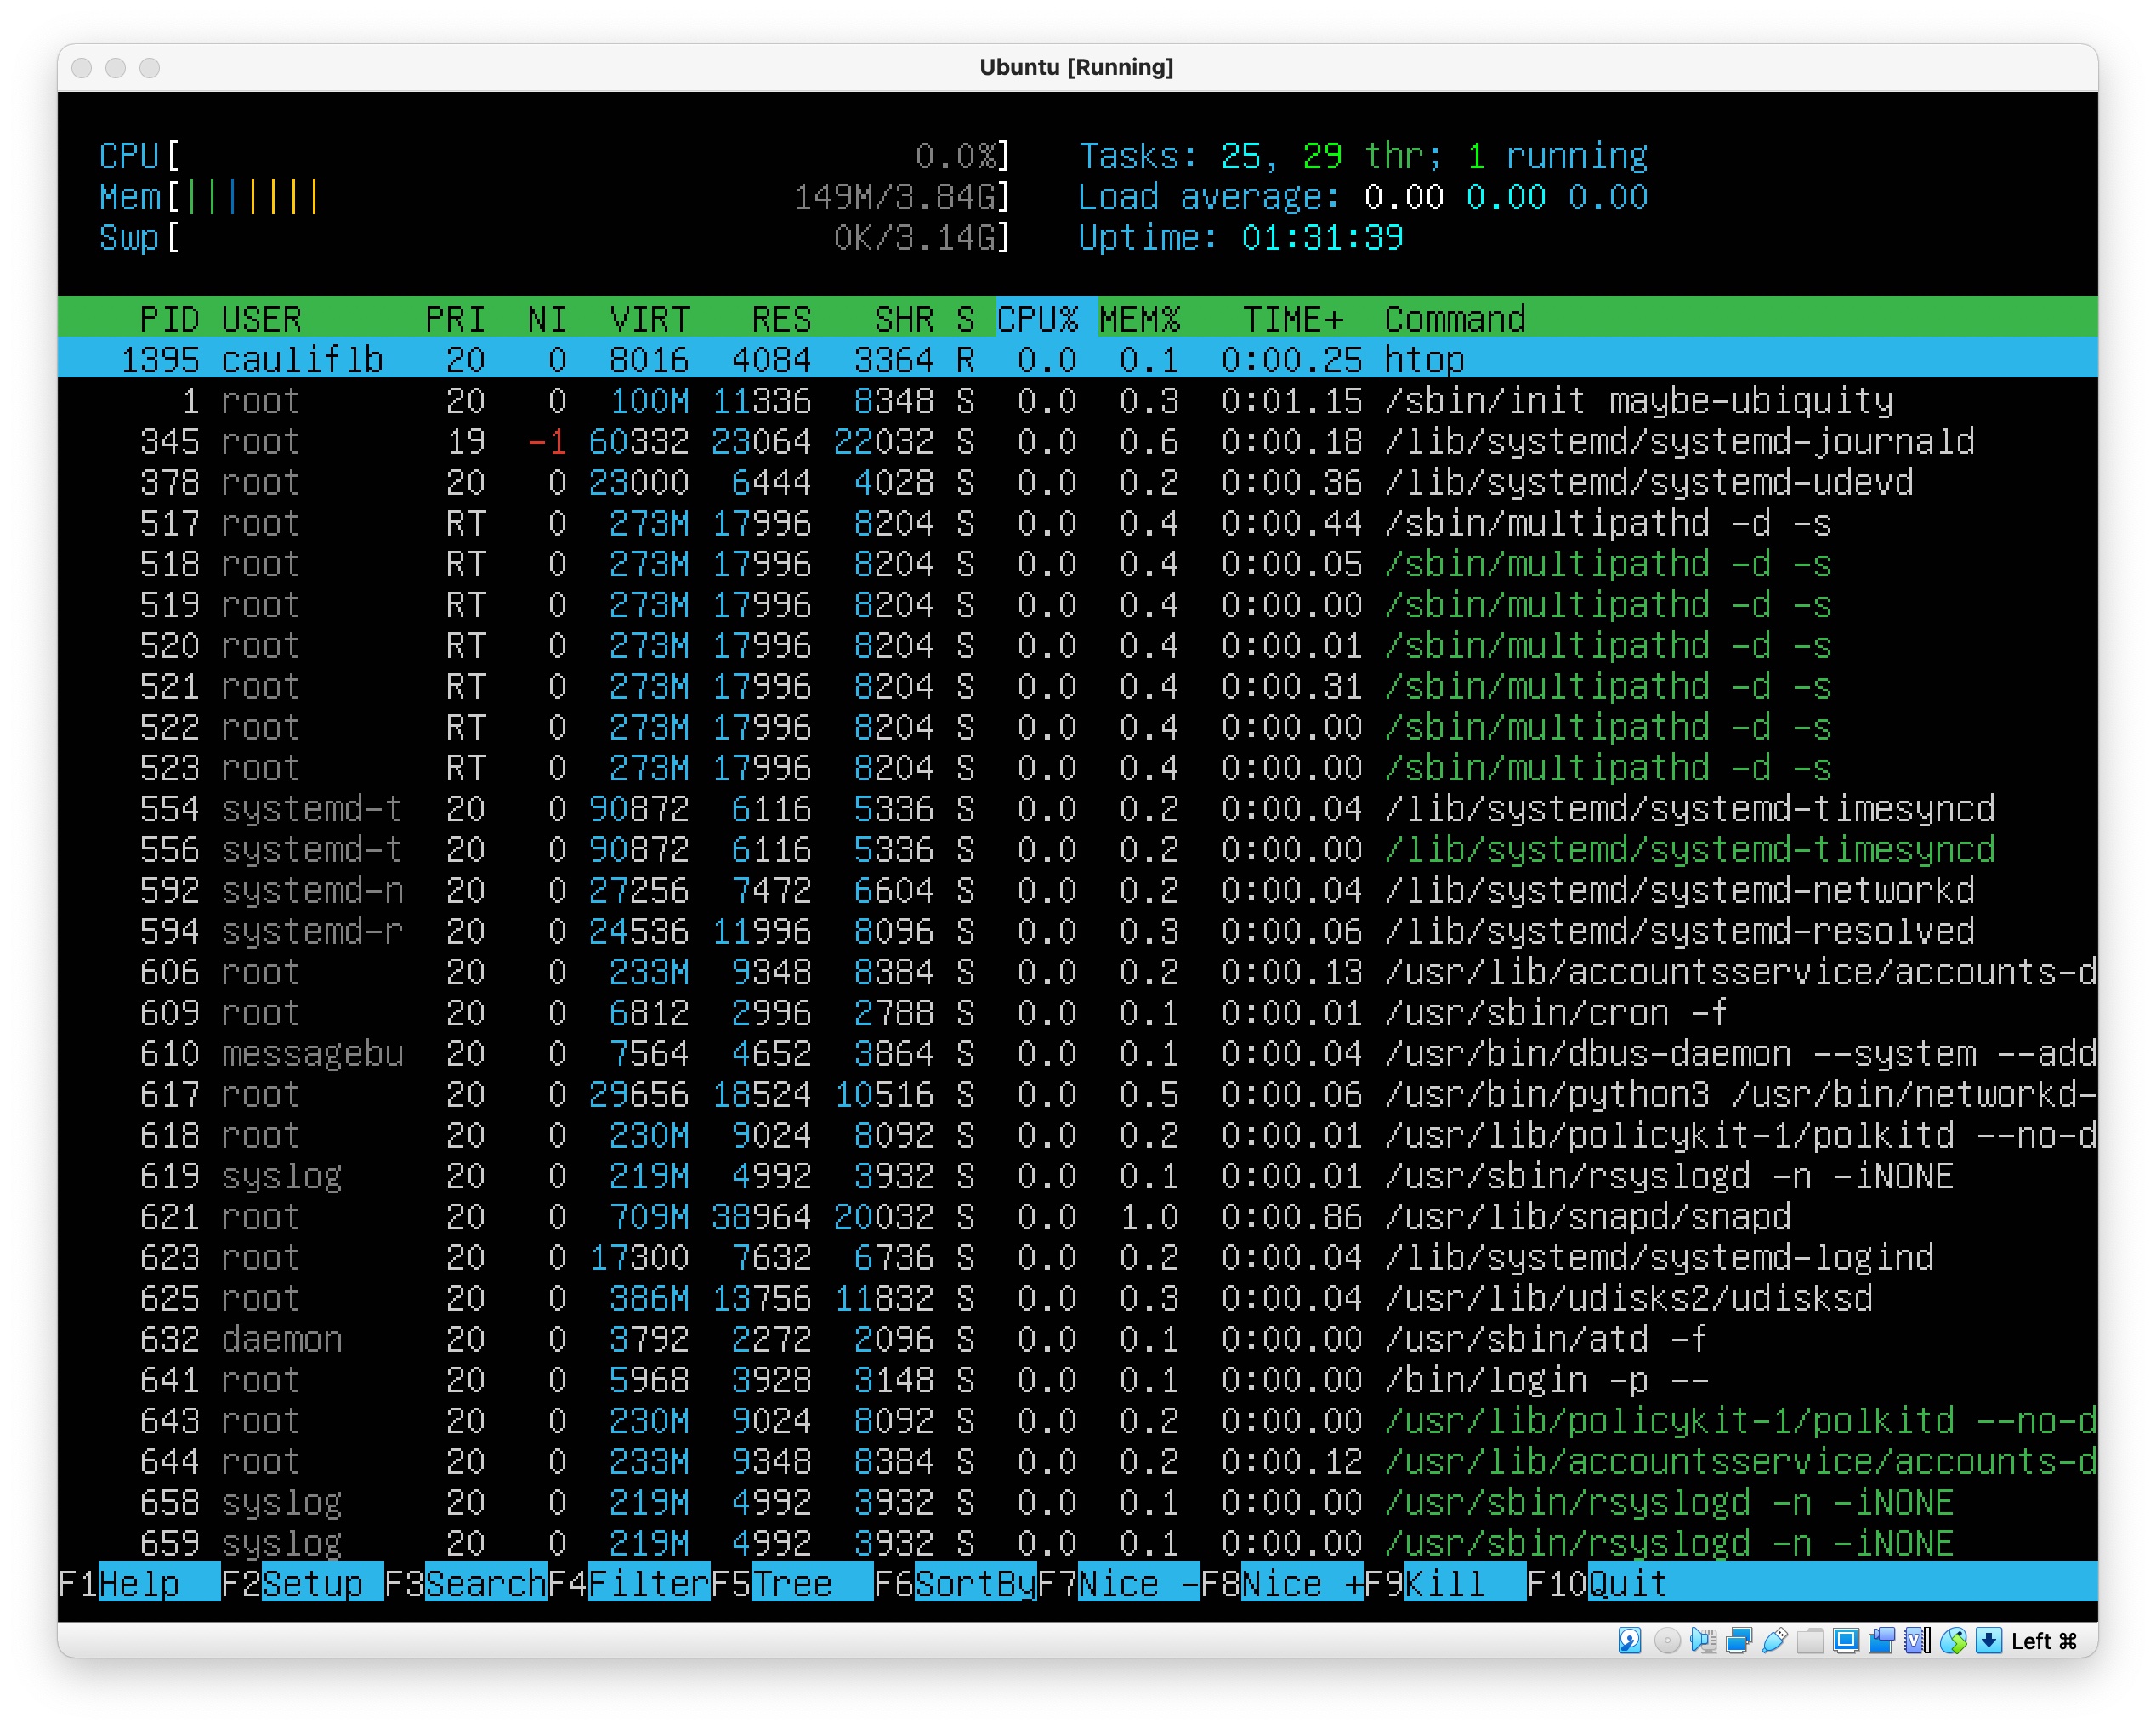 Ubuntu [Running]
CPU[ 0.0%] Tasks: 25, 29 thr; 1 running
Mem[||||||| 149M/3.84G] Load average: 0.00 0.00 0.00
Swp[ 0K/3.14G] Uptime: 01:31:39
PID USER PRI NI VIRT RES SHR S CPU% MEM% TIME+ Command
1395 cauliflb 20 0 8016 4084 3364 R 0.0 0.1 0:00.25 htop
1 root 20 0 100M 11336 8348 S 0.0 0.3 0:01.15 /sbin/init maybe-ubiquity
345 root 19 -1 60332 23064 22032 S 0.0 0.6 0:00.18 /lib/systemd/systemd-journald
378 root 20 0 23000 6444 4028 S 0.0 0.2 0:00.36 /lib/systemd/systemd-udevd
517 root RT 0 273M 17996 8204 S 0.0 0.4 0:00.44 /sbin/multipathd -d -s
518 root RT 0 273M 17996 8204 S 0.0 0.4 0:00.05 /sbin/multipathd -d -s
519 root RT 0 273M 17996 8204 S 0.0 0.4 0:00.00 /sbin/multipathd -d -s
520 root RT 0 273M 17996 8204 S 0.0 0.4 0:00.01 /sbin/multipathd -d -s
521 root RT 0 273M 17996 8204 S 0.0 0.4 0:00.31 /sbin/multipathd -d -s
522 root RT 0 273M 17996 8204 S 0.0 0.4 0:00.00 /sbin/multipathd -d -s
523 root RT 0 273M 17996 8204 S 0.0 0.4 0:00.00 /sbin/multipathd -d -s
554 systemd-t 20 0 90872 6116 5336 S 0.0 0.2 0:00.04 /lib/systemd/systemd-timesyncd
556 systemd-t 20 0 90872 6116 5336 S 0.0 0.2 0:00.00 /lib/systemd/systemd-timesyncd
592 systemd-n 20 0 27256 7472 6604 S 0.0 0.2 0:00.04 /lib/systemd/systemd-networkd
594 systemd-r 20 0 24536 11996 8096 S 0.0 0.3 0:00.06 /lib/systemd/systemd-resolved
606 root 20 0 233M 9348 8384 S 0.0 0.2 0:00.13 /usr/lib/accountsservice/accounts-d
609 root 20 0 6812 2996 2788 S 0.0 0.1 0:00.01 /usr/sbin/cron -f
610 messagebu 20 0 7564 4652 3864 S 0.0 0.1 0:00.04 /usr/bin/dbus-daemon --system --add
617 root 20 0 29656 18524 10516 S 0.0 0.5 0:00.06 /usr/bin/python3 /usr/bin/networkd-
618 root 20 0 230M 9024 8092 S 0.0 0.2 0:00.01 /usr/lib/policykit-1/polkitd --no-d
619 syslog 20 0 219M 4992 3932 S 0.0 0.1 0:00.01 /usr/sbin/rsyslogd -n -iNONE
621 root 20 0 709M 38964 20032 S 0.0 1.0 0:00.86 /usr/lib/snapd/snapd
623 root 20 0 17300 7632 6736 S 0.0 0.2 0:00.04 /lib/systemd/systemd-logind
625 root 20 0 386M 13756 11832 S 0.0 0.3 0:00.04 /usr/lib/udisks2/udisksd
632 daemon 20 0 3792 2272 2096 S 0.0 0.1 0:00.00 /usr/sbin/atd -f
641 root 20 0 5968 3928 3148 S 0.0 0.1 0:00.00 /bin/login -p --
643 root 20 0 230M 9024 8092 S 0.0 0.2 0:00.00 /usr/lib/policykit-1/polkitd --no-d
644 root 20 0 233M 9348 8384 S 0.0 0.2 0:00.12 /usr/lib/accountsservice/accounts-d
658 syslog 20 0 219M 4992 3932 S 0.0 0.1 0:00.00 /usr/sbin/rsyslogd -n -iNONE
659 syslog 20 0 219M 4992 3932 S 0.0 0.1 0:00.00 /usr/sbin/rsyslogd -n -iNONE
F1Help F2Setup F3SearchF4FilterF5Tree F6SortByF7Nice -F8Nice +F9Kill F10Quit
Left ⌘